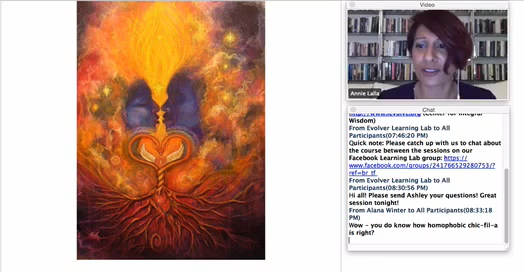 Video
Annie Lalla
Chat
(Center for Integral
Wisdom)
From Evolver Learning Lab to All
Participants(07:46:20 PM)
Quick note: Please catch up with us to chat about
the course between the sessions on our
Facebook Learning Lab group: https://
www.facebook.com/groups/241766529280753/?
ref=br_tf
From Evolver Learning Lab to All
Participants(08:30:56 PM)
Hi all! Please send Ashley your questions! Great
session tonight!
From Alana Winter to All Participants(08:33:18
PM)
Wow - you do know how homophobic chic-fil-a
is right?